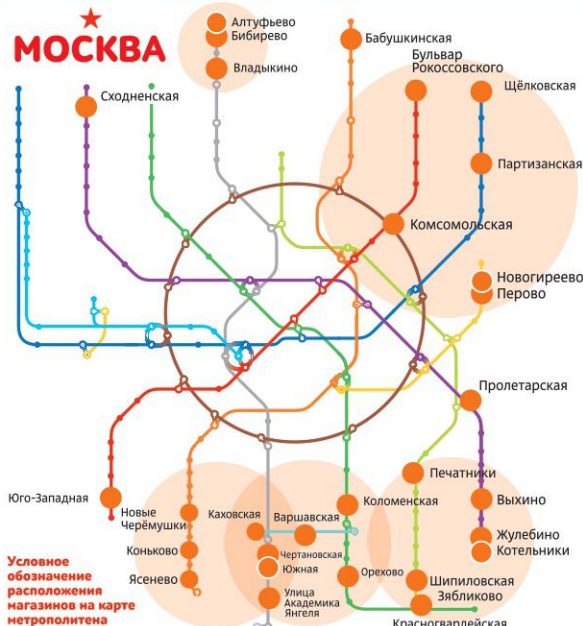 МОСКВА
Алтуфьево
Бибирево
Владыкино
Бабушкинская
Бульвар
Рокоссовского
Щёлковская
Сходненская
Партизанская
Комсомольская
Новогиреево
Перово
Пролетарская
Печатники
Выхино
Жулебино
Котельники
Шипиловская
Зябликово
Красногвардейская
Коломенская
Орехово
Варшавская
Каховская
Чертановская
Южная
Улица
Академика
Янгеля
Новые
Черёмушки
Коньково
Ясенево
Юго-Западная
Условное
обозначение
расположения
магазинов на карте
метрополитена